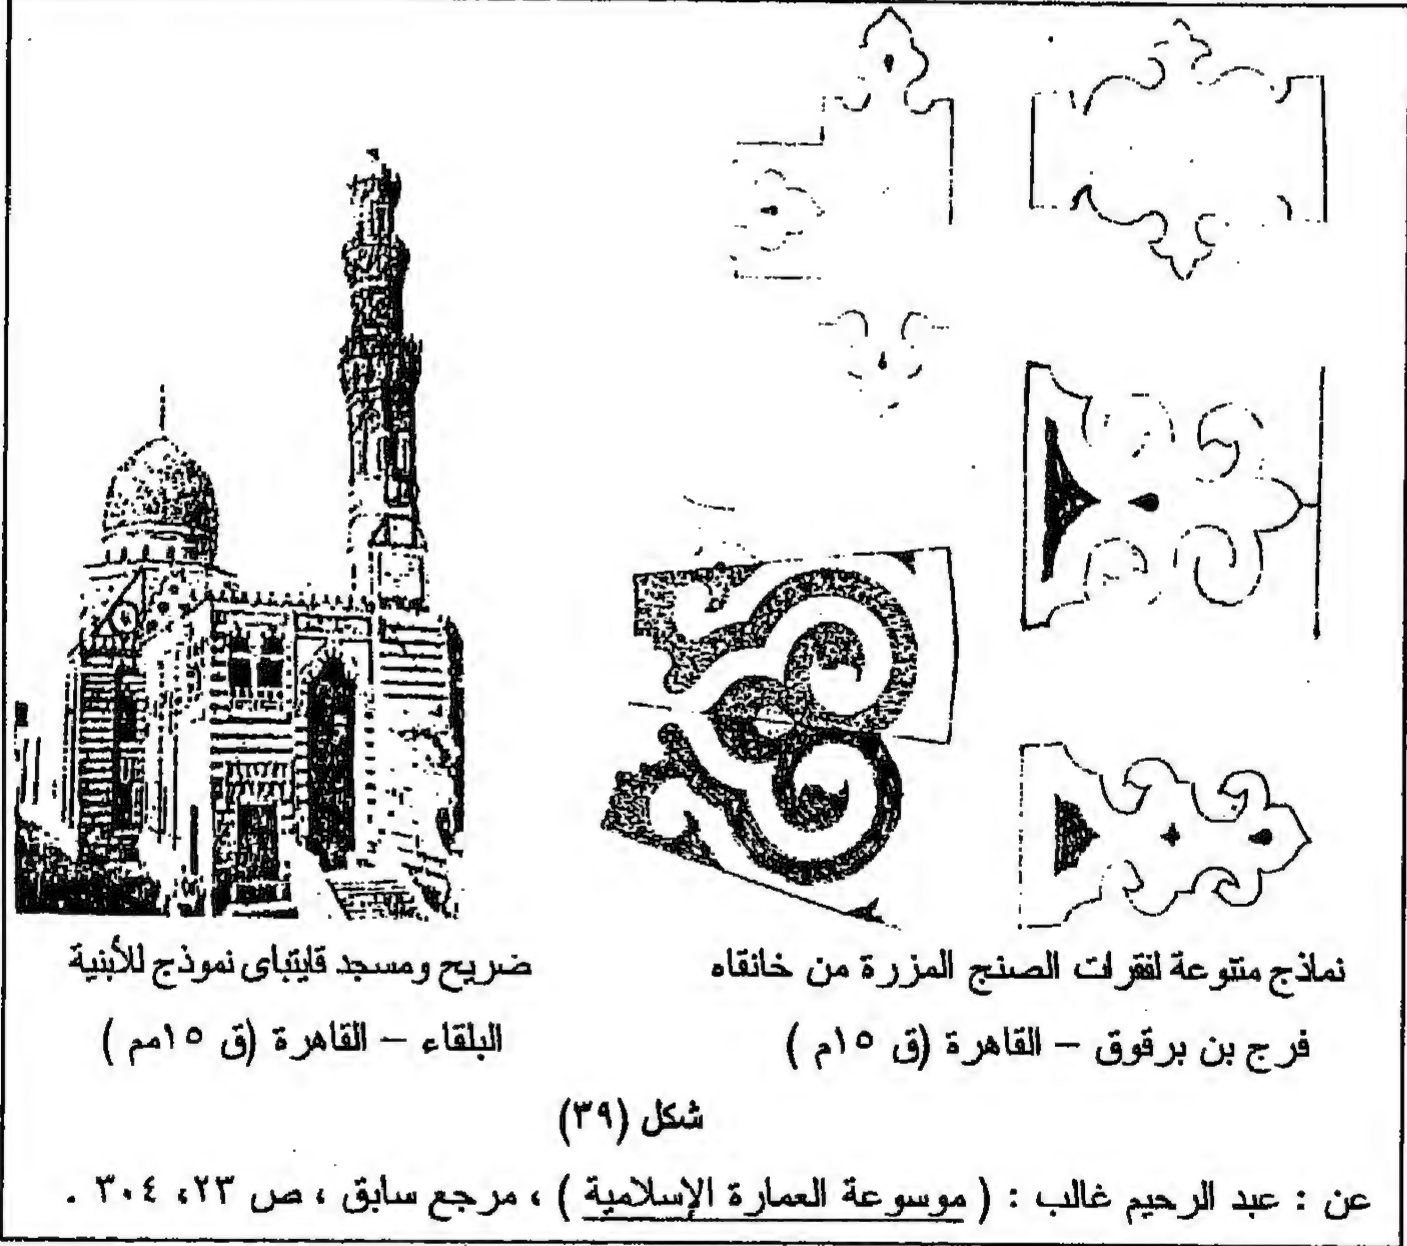 نماذج متنوعة لفقرات الصنج المزررة من خانقاه
فرج بن برقوق – القاهرة (ق ١٥م )
ضريح ومسجد قايتباى نموذج للأبنية
البلقاء – القاهرة (ق ١٥مم )
شكل (٣٩)
عن : عبد الرحيم غالب : ( موسوعة العمارة الإسلامية ) ، مرجع سابق ، ص ٢٣، ٣٠٤ .